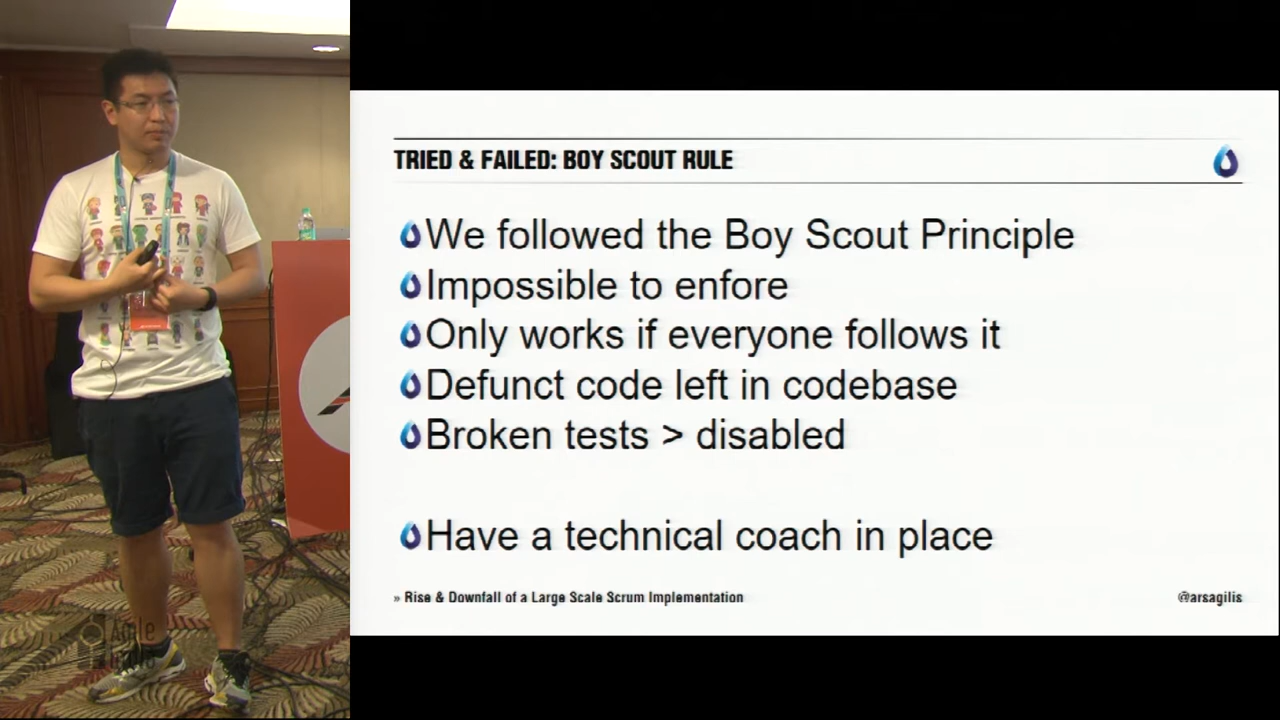 TRIED & FAILED: BOY SCOUT RULE
We followed the Boy Scout Principle
Impossible to enfore
Only works if everyone follows it
Defunct code left in codebase
Broken tests > disabled
Have a technical coach in place
» Rise & Downfall of a Large Scale Scrum Implementation
@arsagilis
Agile
India